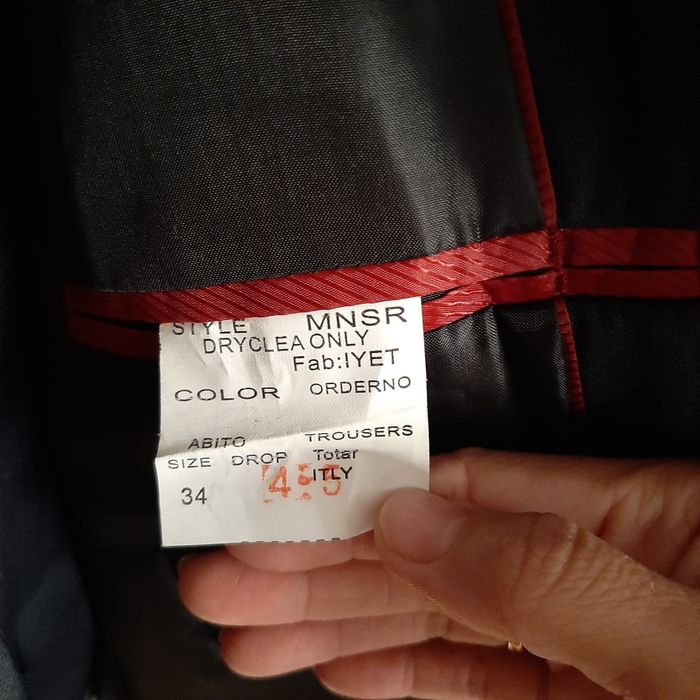 STYLE MNSR
DRYCLEA ONLY
Fab:IYET
COLOR ORDERNO
ABITO TROUSERS
SIZE DROP Totar
ITLY
34